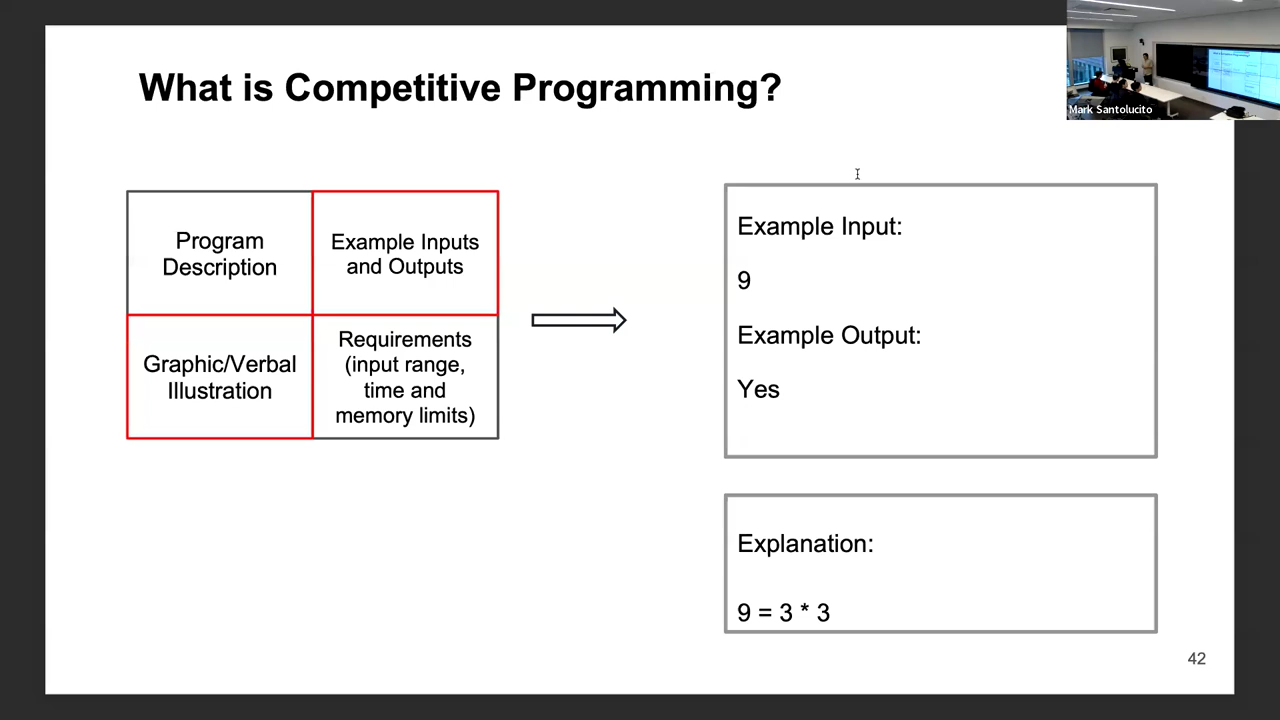 What is Competitive Programming?
Mark Santolucito
Program
Description
Example Inputs
and Outputs
Graphic/Verbal
Illustration
Requirements
(input range,
time and
memory limits)
Example Input:
9
Example Output:
Yes
Explanation:
9 = 3 * 3
42